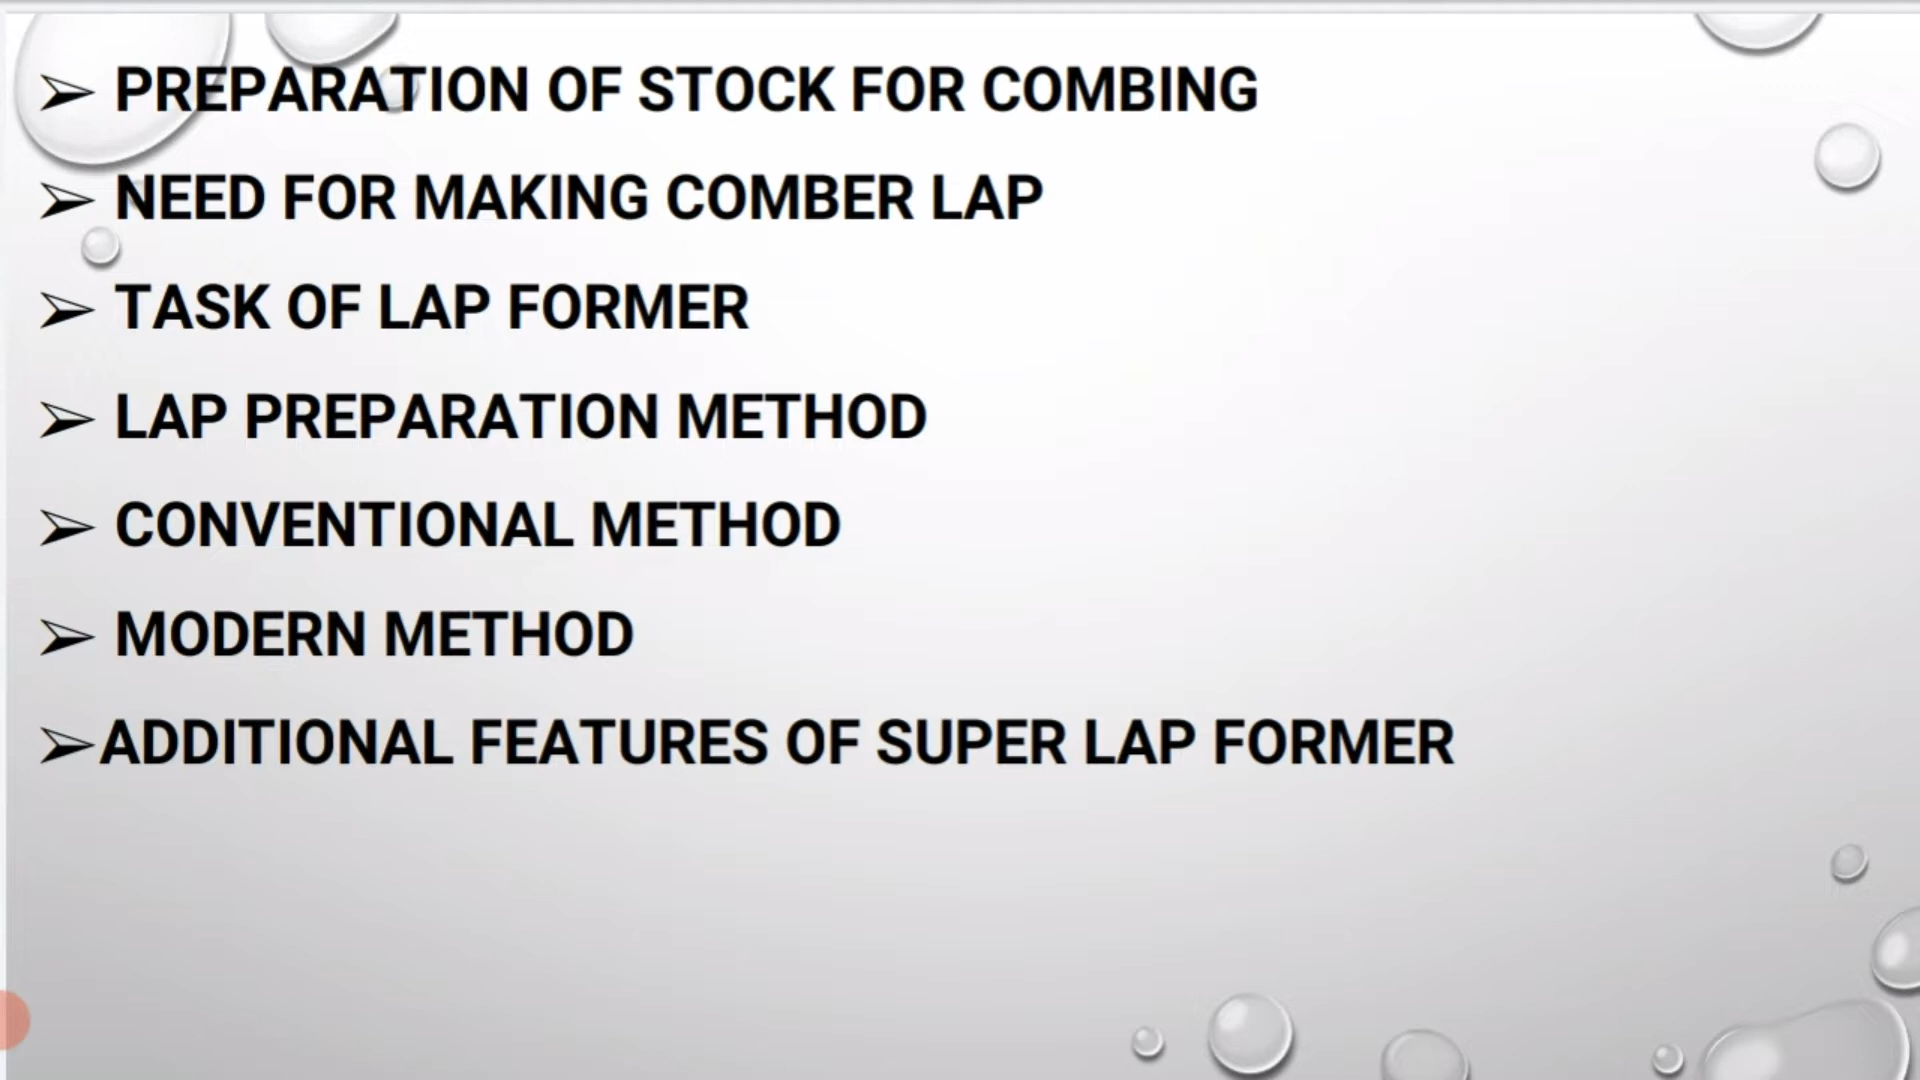 ➢ PREPARATION OF STOCK FOR COMBING
➢ NEED FOR MAKING COMBER LAP
➢ TASK OF LAP FORMER
➢ LAP PREPARATION METHOD
➢ CONVENTIONAL METHOD
➢ MODERN METHOD
➢ADDITIONAL FEATURES OF SUPER LAP FORMER